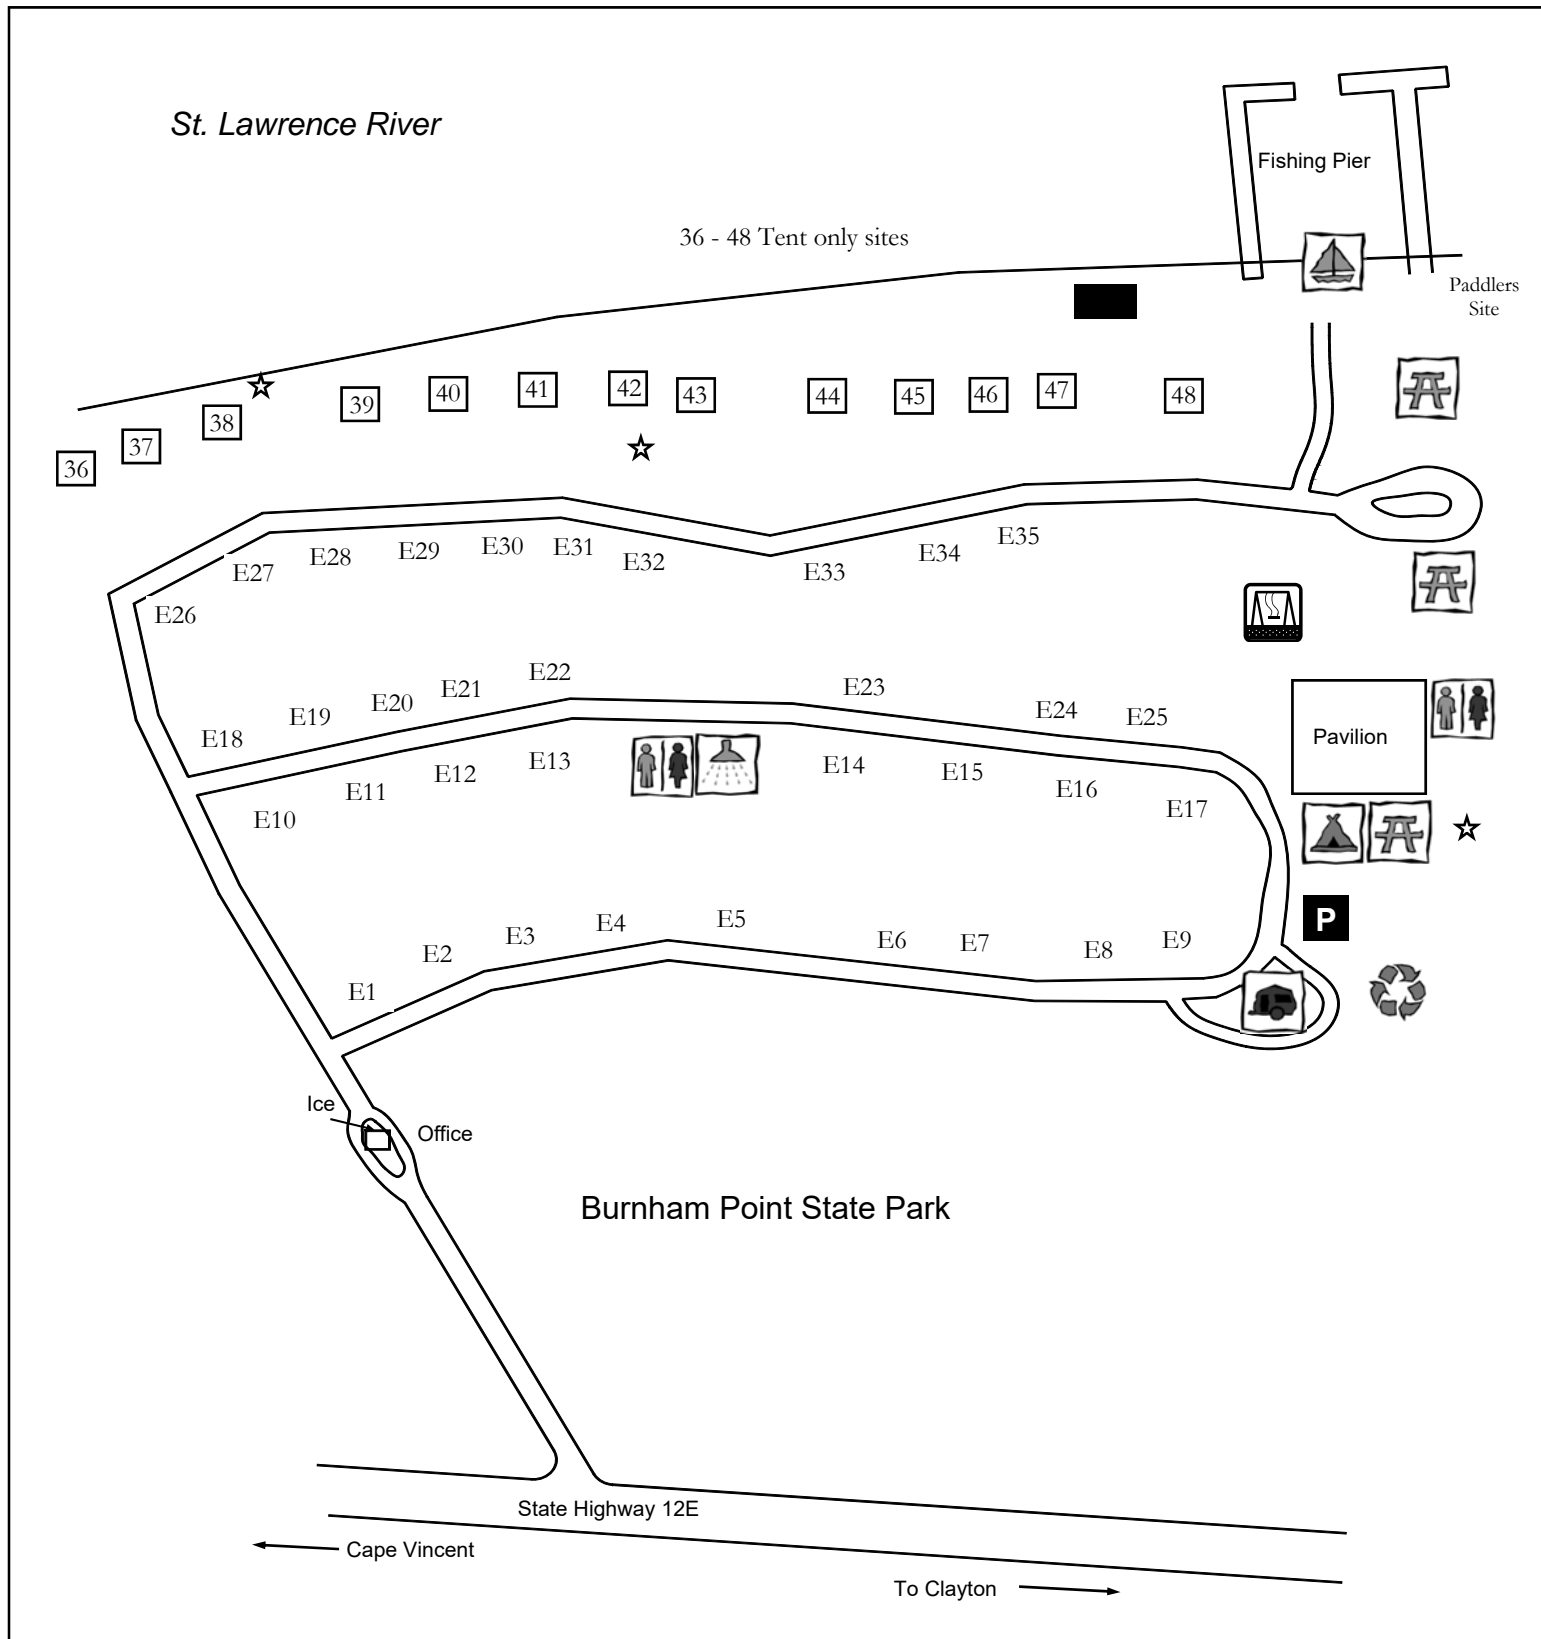 St. Lawrence River
Fishing Pier
36 - 48 Tent only sites
Paddlers
Site
36
37
38
39
40
41
42
43
44
45
46
47
48
E26
E27
E28
E29
E30
E31
E32
E33
E34
E35
E18
E19
E20
E21
E22
E23
E24
E25
Pavilion
E10
E11
E12
E13
E14
E15
E16
E17
P
E1
E2
E3
E4
E5
E6
E7
E8
E9
Ice
Office
Burnham Point State Park
State Highway 12E
Cape Vincent
To Clayton